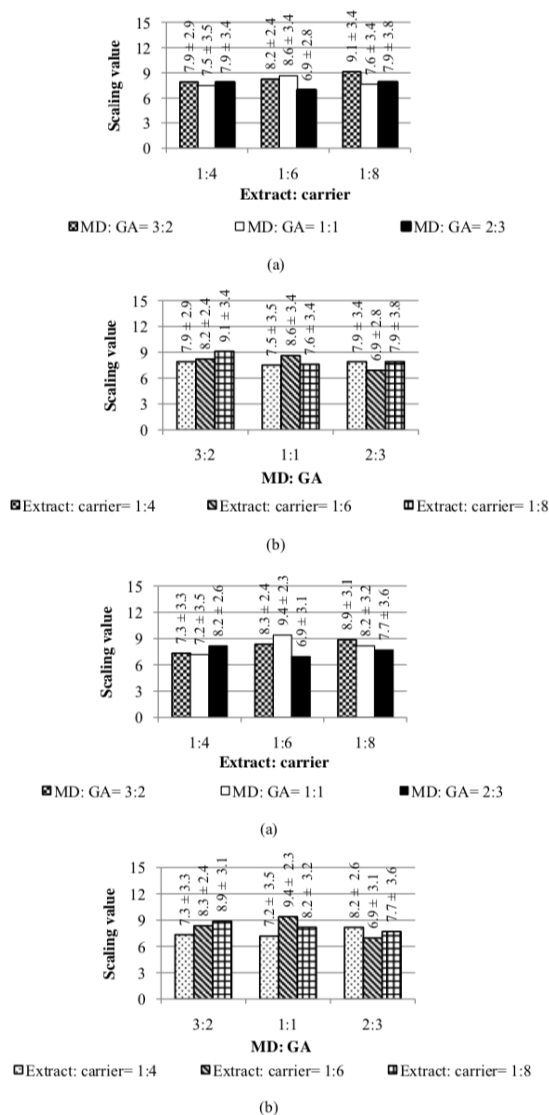 Scaling value
15
12
9
6
3
0
7.9 ± 2.9
7.5 ± 3.5
7.9 ± 3.4
8.2 ± 2.4
8.6 ± 3.4
6.9 ± 2.8
9.1 ± 3.4
7.6 ± 3.4
7.9 ± 3.8
1:4 1:6 1:8
Extract: carrier
MD: GA= 3:2 MD: GA= 1:1 MD: GA= 2:3
(a)
Scaling value
15
12
9
6
3
0
7.9 ± 2.9
8.2 ± 2.4
9.1 ± 3.4
7.5 ± 3.5
8.6 ± 3.4
7.6 ± 3.4
7.9 ± 3.4
6.9 ± 2.8
7.9 ± 3.8
3:2 1:1 2:3
MD: GA
Extract: carrier= 1:4 Extract: carrier= 1:6 Extract: carrier= 1:8
(b)
Scaling value
15
12
9
6
3
0
7.3 ± 3.3
7.2 ± 3.5
8.2 ± 2.6
8.3 ± 2.4
9.4 ± 2.3
6.9 ± 3.1
8.9 ± 3.1
8.2 ± 3.2
7.7 ± 3.6
1:4 1:6 1:8
Extract: carrier
MD: GA= 3:2 MD: GA= 1:1 MD: GA= 2:3
(a)
Scaling value
15
12
9
6
3
0
7.3 ± 3.3
8.3 ± 2.4
8.9 ± 3.1
7.2 ± 3.5
9.4 ± 2.3
8.2 ± 3.2
8.2 ± 2.6
6.9 ± 3.1
7.7 ± 3.6
3:2 1:1 2:3
MD: GA
Extract: carrier= 1:4 Extract: carrier= 1:6 Extract: carrier= 1:8
(b)